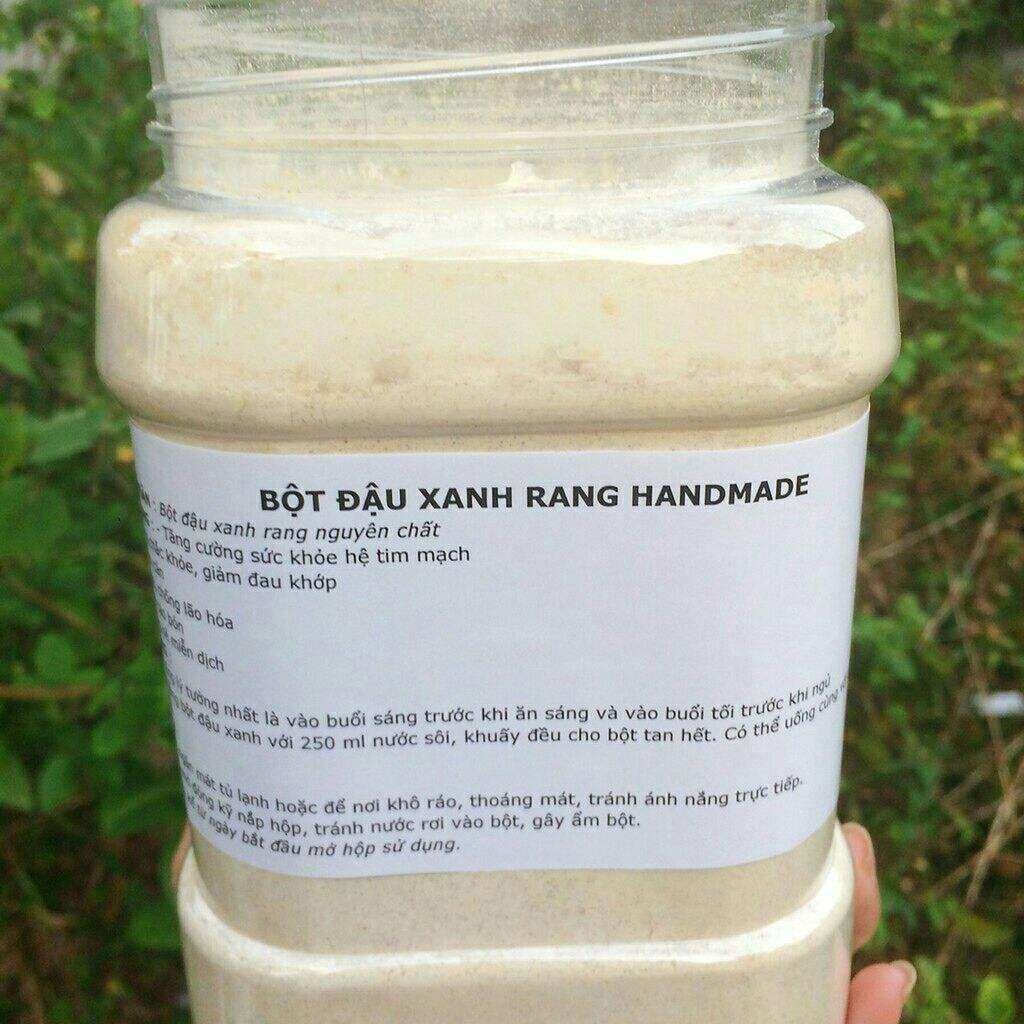 BỘT ĐẬU XANH RANG HANDMADE
: Bột đậu xanh rang nguyên chất
- Tăng cường sức khỏe hệ tim mạch
khỏe, giảm đau khớp
lão hóa
miễn dịch
lý tưởng nhất là vào buổi sáng trước khi ăn sáng và vào buổi tối trước khi ngủ
bột đậu xanh với 250 ml nước sôi, khuấy đều cho bột tan hết. Có thể uống cùng
mát tủ lạnh hoặc để nơi khô ráo, thoáng mát, tránh ánh nắng trực tiếp.
kỹ nắp hộp, tránh nước rơi vào bột, gây ẩm bột.
từ ngày bắt đầu mở hộp sử dụng.